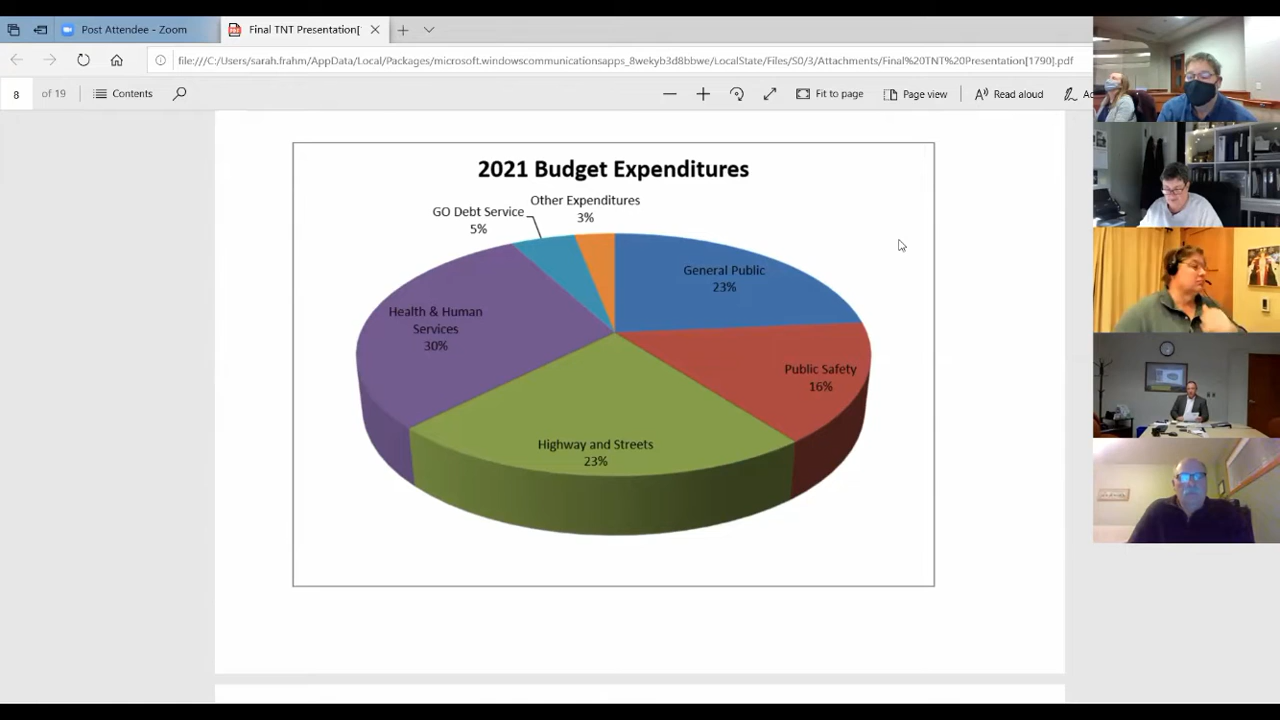 Post Attendee - Zoom
Final TNT Presentation[
file:///C:/Users/sarah.frahm/AppData/Local/Packages/microsoft.windowscommunicationsapps_8wekyb3d8bbwe/LocalState/Files/S0/3/Attachments/Final%20TNT%20Presentation[1790].pdf
8 of 19 Contents Fit to page Page view Read aloud
2021 Budget Expenditures
Other Expenditures
3%
GO Debt Service
5%
General Public
23%
Health & Human
Services
30%
Public Safety
16%
Highway and Streets
23%